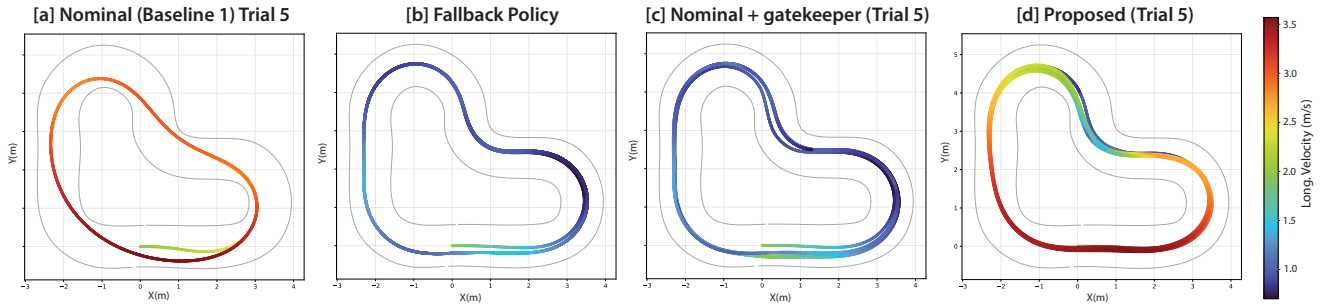 [a] Nominal (Baseline 1) Trial 5
[b] Fallback Policy
[c] Nominal + gatekeeper (Trial 5)
[d] Proposed (Trial 5)
Y(m)
−3 −2 −1 0 1 2 3 4
X(m)
Y(m)
−3 −2 −1 0 1 2 3 4
X(m)
Y(m)
−3 −2 −1 0 1 2 3 4
X(m)
5
4
3
2
1
0
Y(m)
−3 −2 −1 0 1 2 3 4
X(m)
3.5
3.0
2.5
2.0
1.5
1.0
Long. Velocity (m/s)